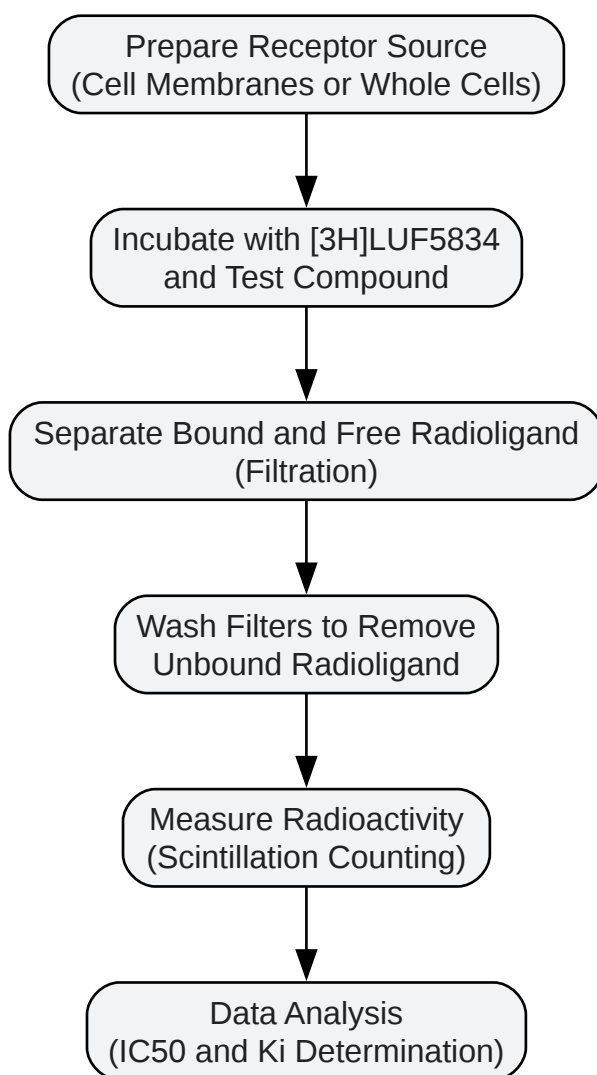 Prepare Receptor Source
(Cell Membranes or Whole Cells)
Incubate with [3H]LUF5834
and Test Compound
Separate Bound and Free Radioligand
(Filtration)
Wash Filters to Remove
Unbound Radioligand
Measure Radioactivity
(Scintillation Counting)
Data Analysis
(IC50 and Ki Determination)